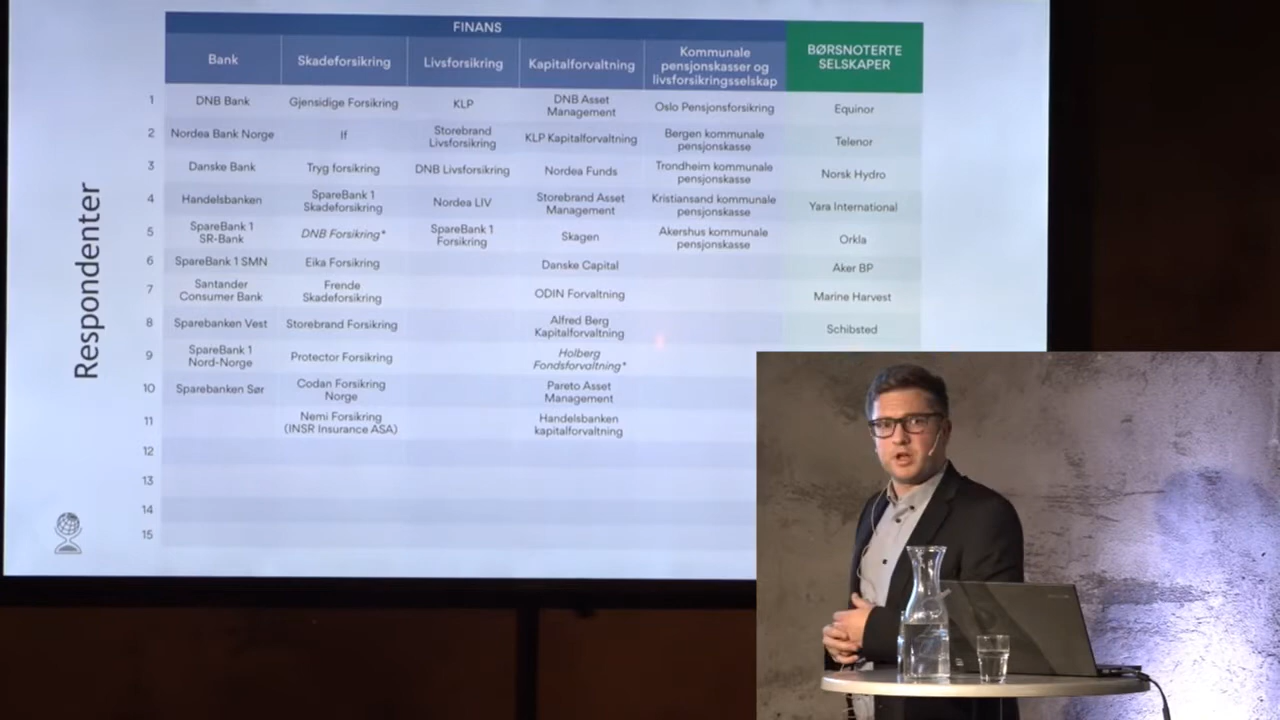 FINANS
BØRSNOTERTE
SELSKAPER
Bank
Skadeforsikring
Livsforsikring
Kapitalforvaltning
Kommunale
pensjonskasser og
livsforsikringsselskap
Respondenter
1
DNB Bank
Gjensidige Forsikring
KLP
DNB Asset
Management
Oslo Pensjonsforsikring
Equinor
2
Nordea Bank Norge
If
Storebrand
Livsforsikring
KLP Kapitalforvaltning
Bergen kommunale
pensjonskasse
Telenor
3
Danske Bank
Tryg forsikring
DNB Livsforsikring
Nordea Funds
Trondheim kommunale
pensjonskasse
Norsk Hydro
4
Handelsbanken
SpareBank 1
Skadeforsikring
Nordea LIV
Storebrand Asset
Management
Kristiansand kommunale
pensjonskasse
Yara International
5
SpareBank 1
SR-Bank
DNB Forsikring*
SpareBank 1
Forsikring
Skagen
Akershus kommunale
pensjonskasse
Orkla
6
SpareBank 1 SMN
Eika Forsikring
Danske Capital
Aker BP
7
Santander
Consumer Bank
Frende
Skadeforsikring
ODIN Forvaltning
Marine Harvest
8
Sparebanken Vest
Storebrand Forsikring
Alfred Berg
Kapitalforvaltning
Schibsted
9
SpareBank 1
Nord-Norge
Protector Forsikring
Holberg
Fondsforvaltning*
10
Sparebanken Sør
Codan Forsikring
Norge
Pareto Asset
Management
11
Nemi Forsikring
(INSR Insurance ASA)
Handelsbanken
kapitalforvaltning
12
13
14
15